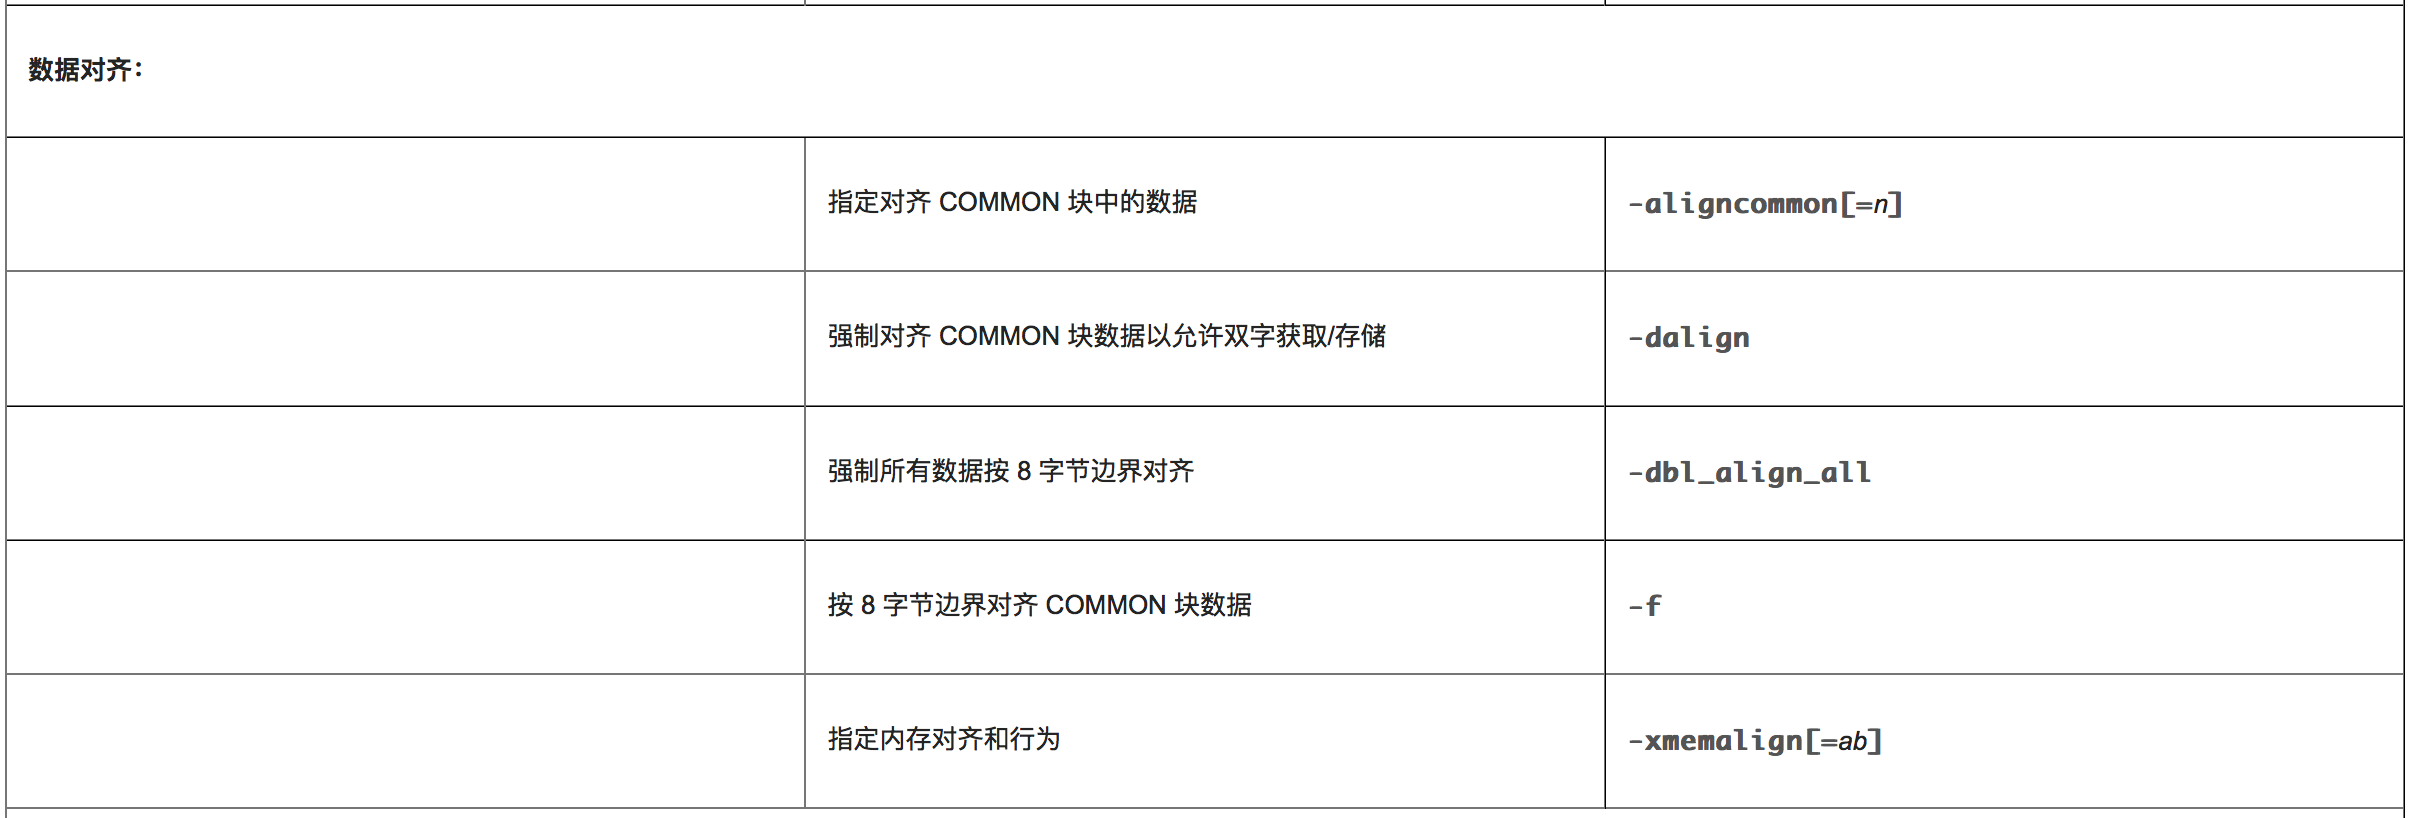 数据对齐：
指定对齐 COMMON 块中的数据
-aligncommon[=n]
强制对齐 COMMON 块数据以允许双字获取/存储
-dalign
强制所有数据按 8 字节边界对齐
-dbl_align_all
按 8 字节边界对齐 COMMON 块数据
-f
指定内存对齐和行为
-xmemalign[=ab]